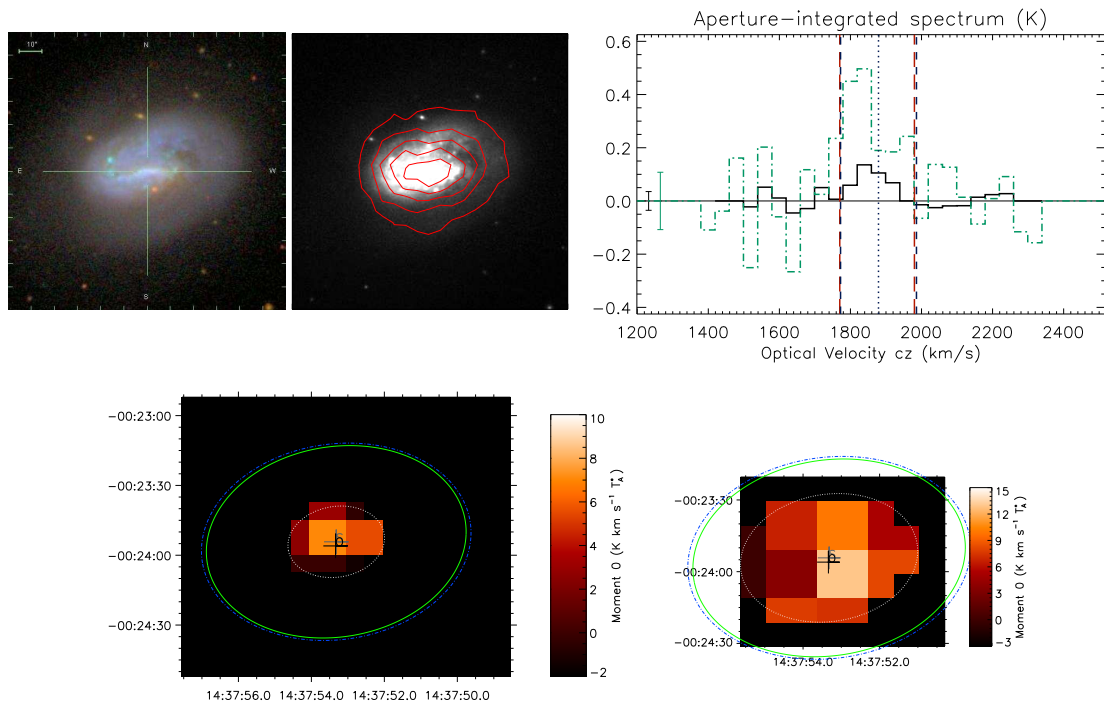 10"
N
E
W
S
Aperture-integrated spectrum (K)
0.6
0.4
0.2
0.0
-0.2
-0.4
1200 1400 1600 1800 2000 2200 2400
Optical Velocity cz (km/s)
-00:23:00
-00:23:30
-00:24:00
-00:24:30
14:37:56.0 14:37:54.0 14:37:52.0 14:37:50.0
10
8
6
4
2
0
-2
Moment 0 (K km s⁻¹ T*A)
-00:23:30
-00:24:00
-00:24:30
14:37:54.0 14:37:52.0
15
12
9
6
3
0
-3
Moment 0 (K km s⁻¹ T*A)